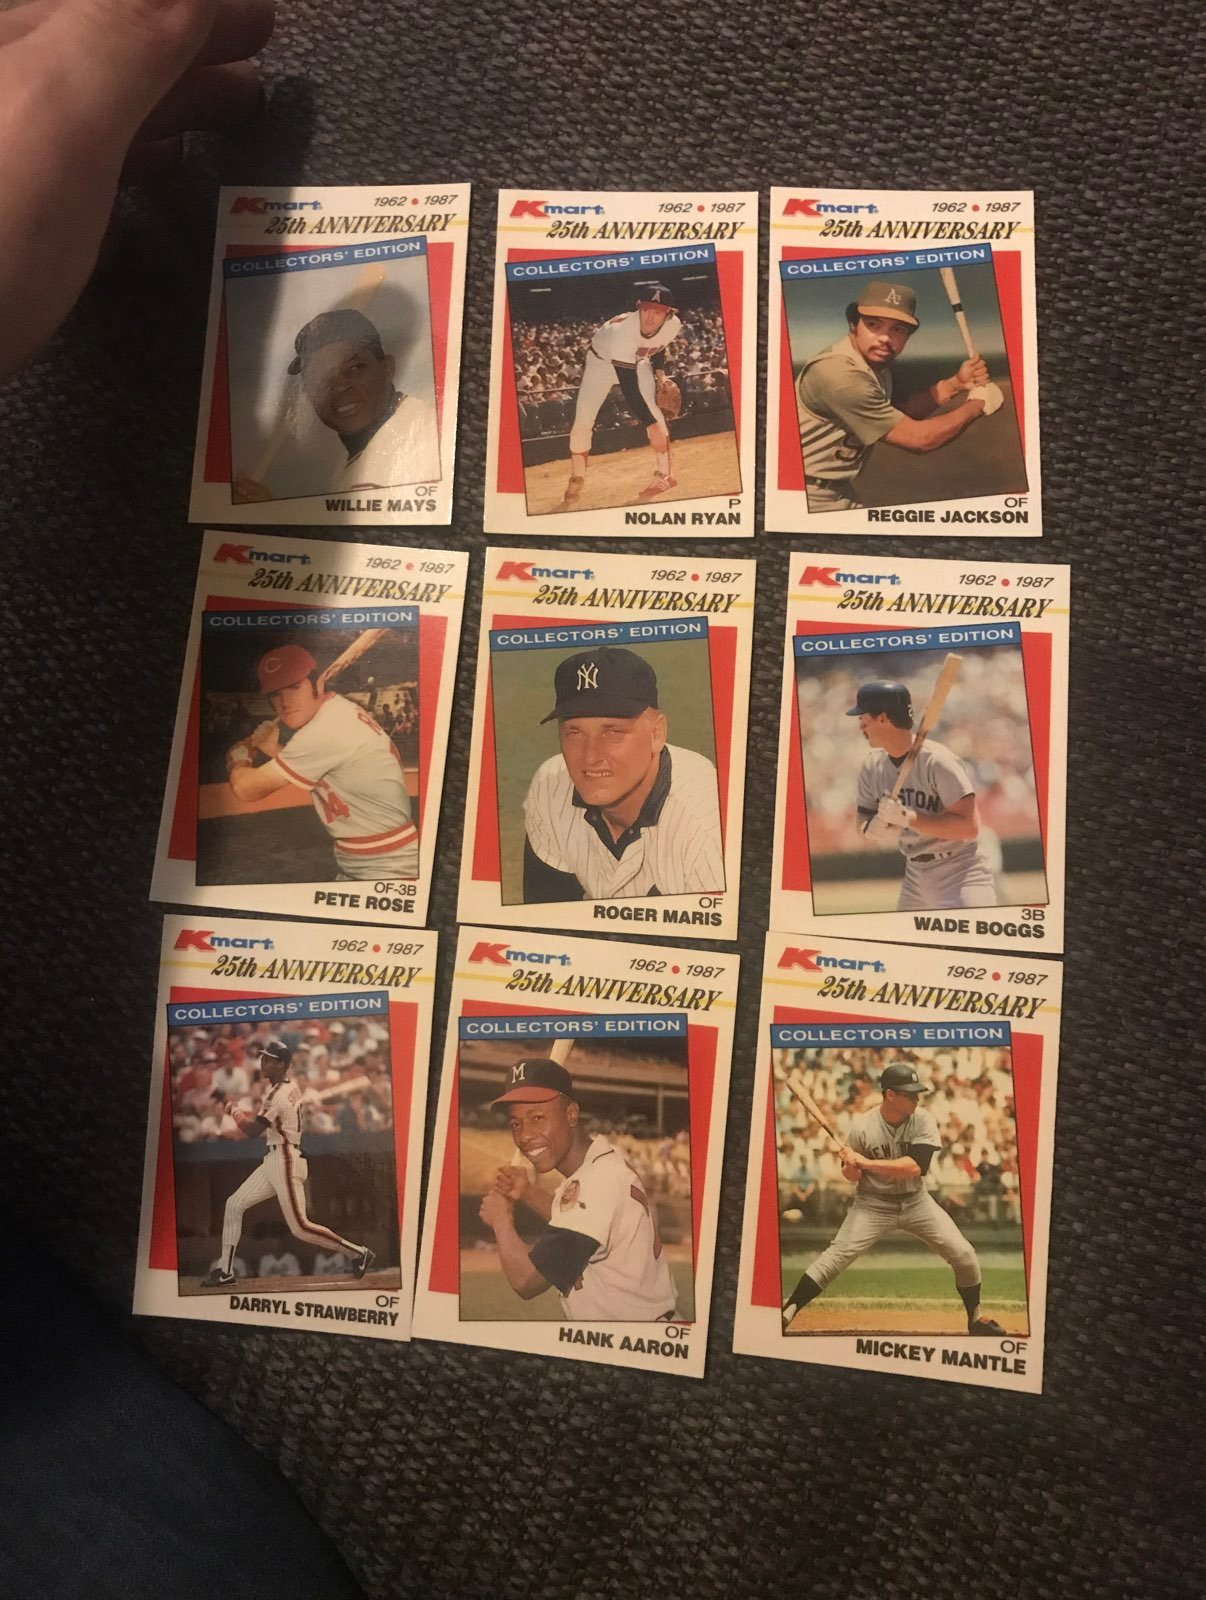 Kmart 1962 • 1987
25th ANNIVERSARY
COLLECTORS' EDITION
OF
WILLIE MAYS
Kmart 1962 • 1987
25th ANNIVERSARY
COLLECTORS' EDITION
A
P
NOLAN RYAN
Kmart 1962 • 1987
25th ANNIVERSARY
COLLECTORS' EDITION
A's
OF
REGGIE JACKSON
Kmart 1962 • 1987
25th ANNIVERSARY
COLLECTORS' EDITION
C
14
OF-3B
PETE ROSE
Kmart 1962 • 1987
25th ANNIVERSARY
COLLECTORS' EDITION
NY
OF
ROGER MARIS
Kmart 1962 • 1987
25th ANNIVERSARY
COLLECTORS' EDITION
STON
3B
WADE BOGGS
Kmart 1962 • 1987
25th ANNIVERSARY
COLLECTORS' EDITION
OF
DARRYL STRAWBERRY
Kmart 1962 • 1987
25th ANNIVERSARY
COLLECTORS' EDITION
M
OF
HANK AARON
Kmart 1962 • 1987
25th ANNIVERSARY
COLLECTORS' EDITION
OF
MICKEY MANTLE